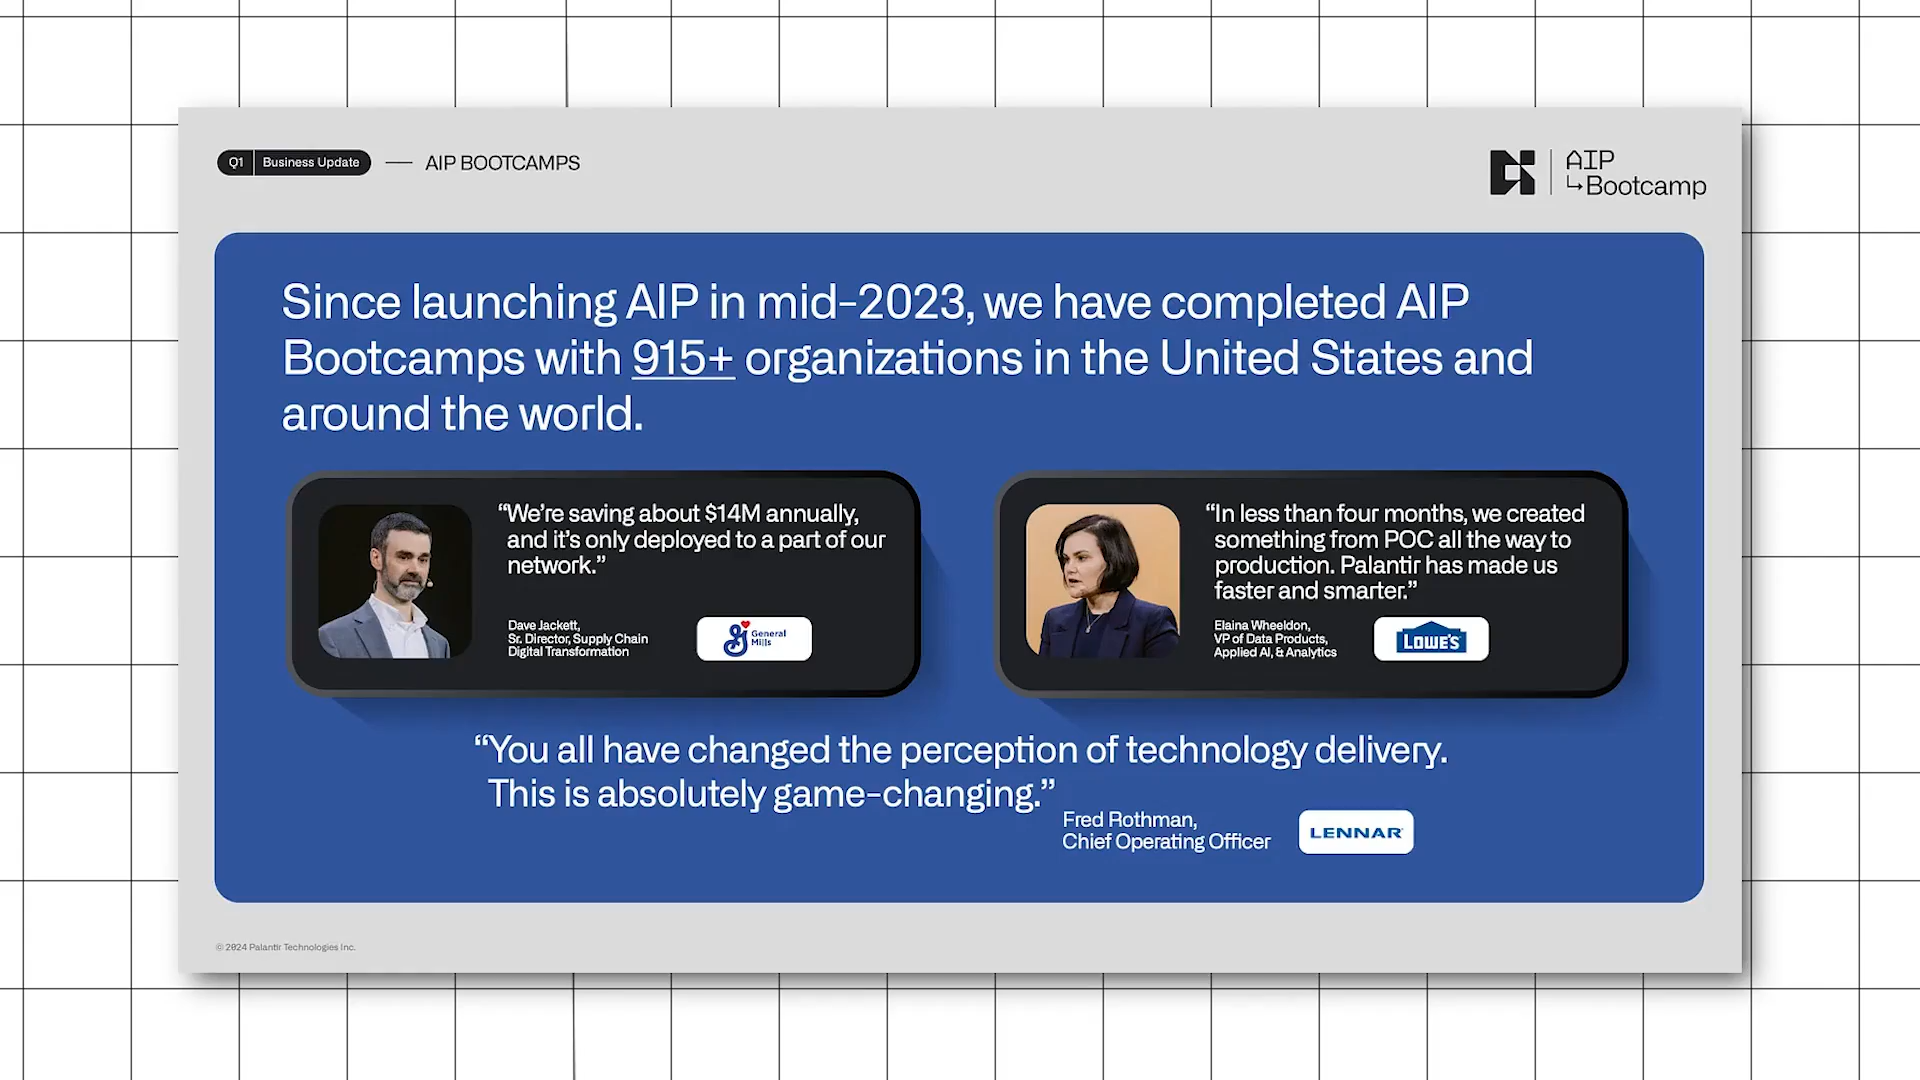 Q1 Business Update AIP BOOTCAMPS
AIP
Bootcamp
Since launching AIP in mid-2023, we have completed AIP
Bootcamps with 915+ organizations in the United States and
around the world.
“We’re saving about $14M annually,
and it’s only deployed to a part of our
network.”
Dave Jackett,
Sr. Director, Supply Chain
Digital Transformation
General
Mills
“In less than four months, we created
something from POC all the way to
production. Palantir has made us
faster and smarter.”
Elaina Wheeldon,
VP of Data Products,
Applied AI, & Analytics
LOWE'S
“You all have changed the perception of technology delivery.
This is absolutely game-changing.”
Fred Rothman,
Chief Operating Officer
LENNAR
© 2024 Palantir Technologies Inc.